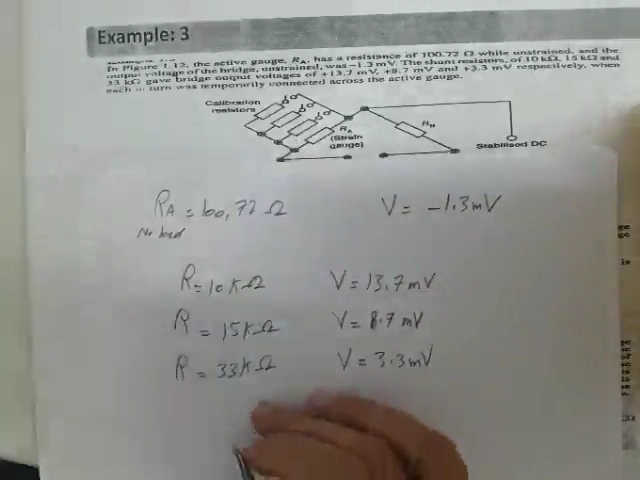 Example: 3
In Figure 7.12, the active gauge, RA, has a resistance of 100.72 Ω while unstrained, and the
output voltage of the bridge, unstrained, was −1.3 mV. The shunt resistors, of 10 kΩ, 15 kΩ and
33 kΩ gave bridge output voltages of +13.7 mV, +8.7 mV and +3.3 mV respectively, when
each in turn was temporarily connected across the active gauge.
Calibration
resistors
RA
(Strain
gauge)
Stabilised DC
RA = 100,72 Ω V = -1.3mV
No load
R = 10KΩ V = 13.7mV
R = 15KΩ V = 8.7 mV
R = 33KΩ V = 3.3mV